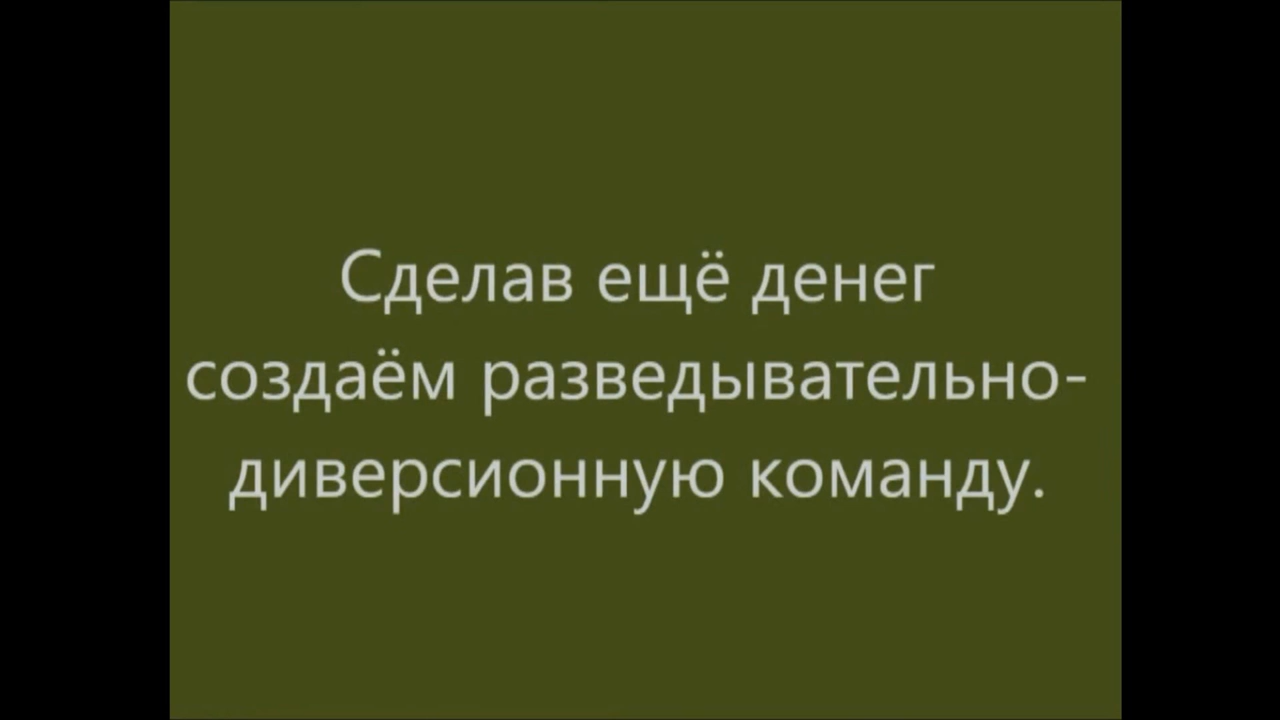 Сделав ещё денег
создаём разведывательно-
диверсионную команду.